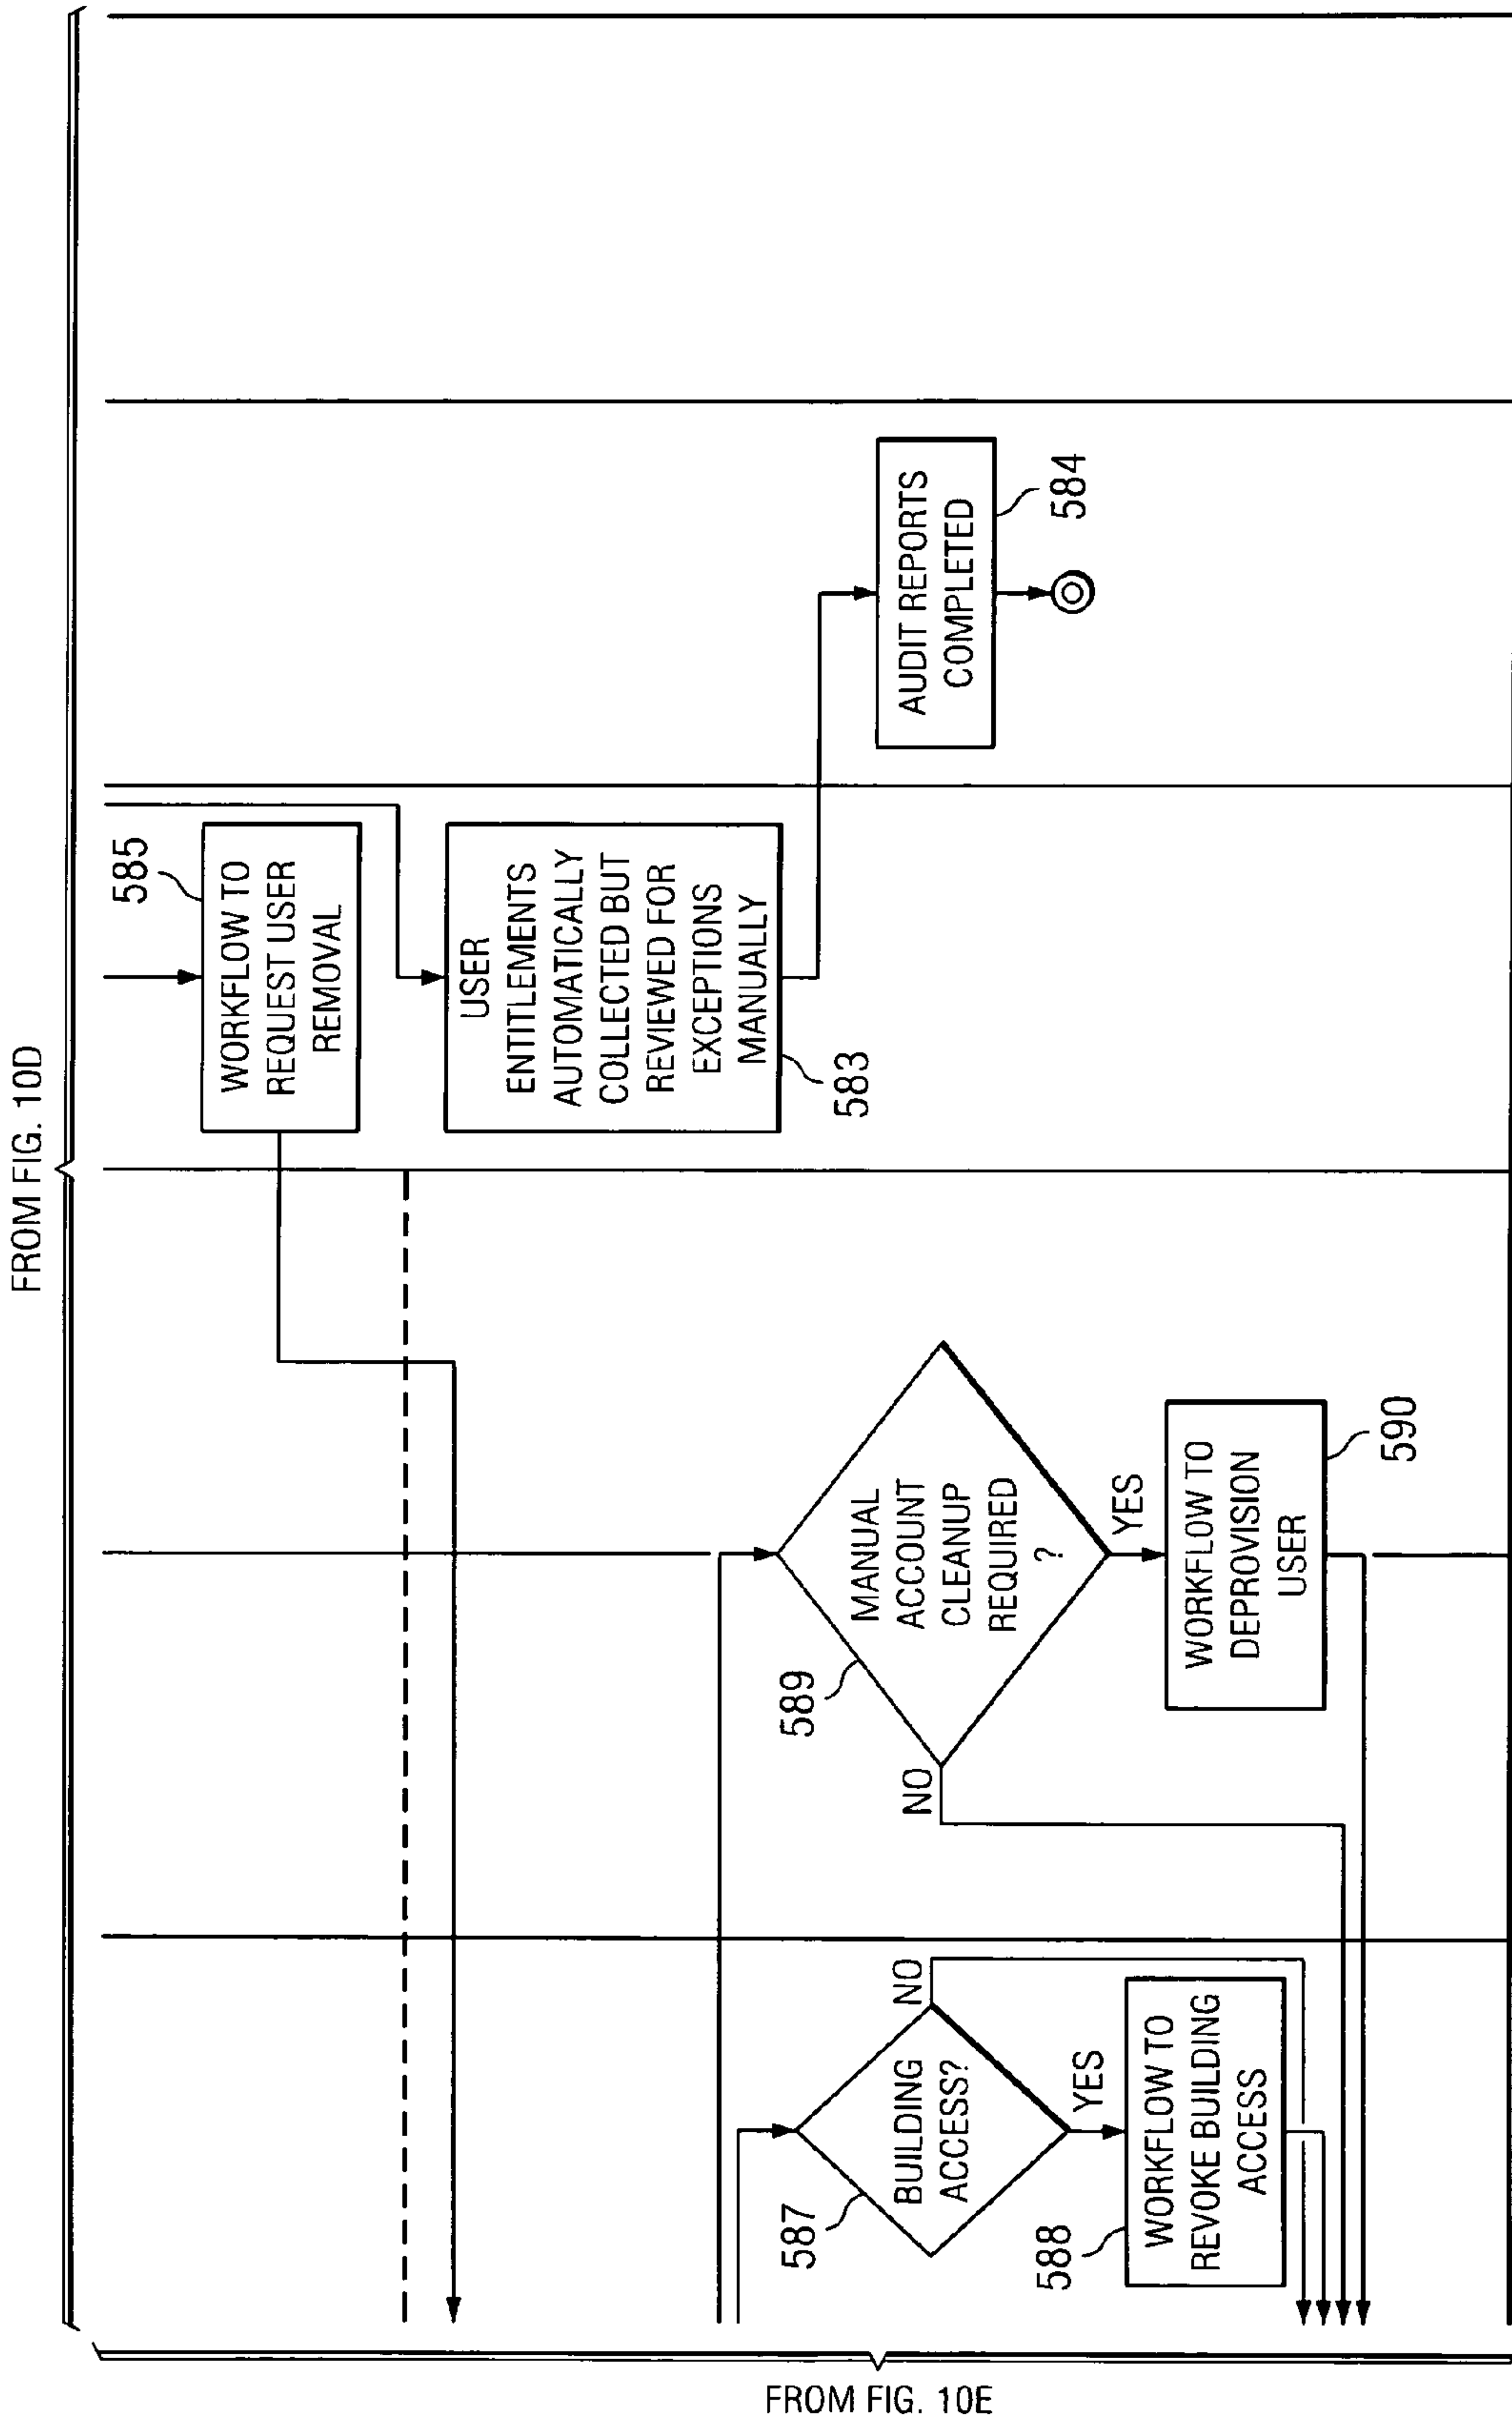 FROM FIG. 10D
FROM FIG. 10E
585
WORKFLOW TO
REQUEST USER
REMOVAL
USER
ENTITLEMENTS
AUTOMATICALLY
COLLECTED BUT
REVIEWED FOR
EXCEPTIONS
MANUALLY
583
AUDIT REPORTS
COMPLETED
584
587
BUILDING
ACCESS?
NO
YES
588
WORKFLOW TO
REVOKE BUILDING
ACCESS
589
MANUAL
ACCOUNT
CLEANUP
REQUIRED
?
NO
YES
WORKFLOW TO
DEPROVISION
USER
590